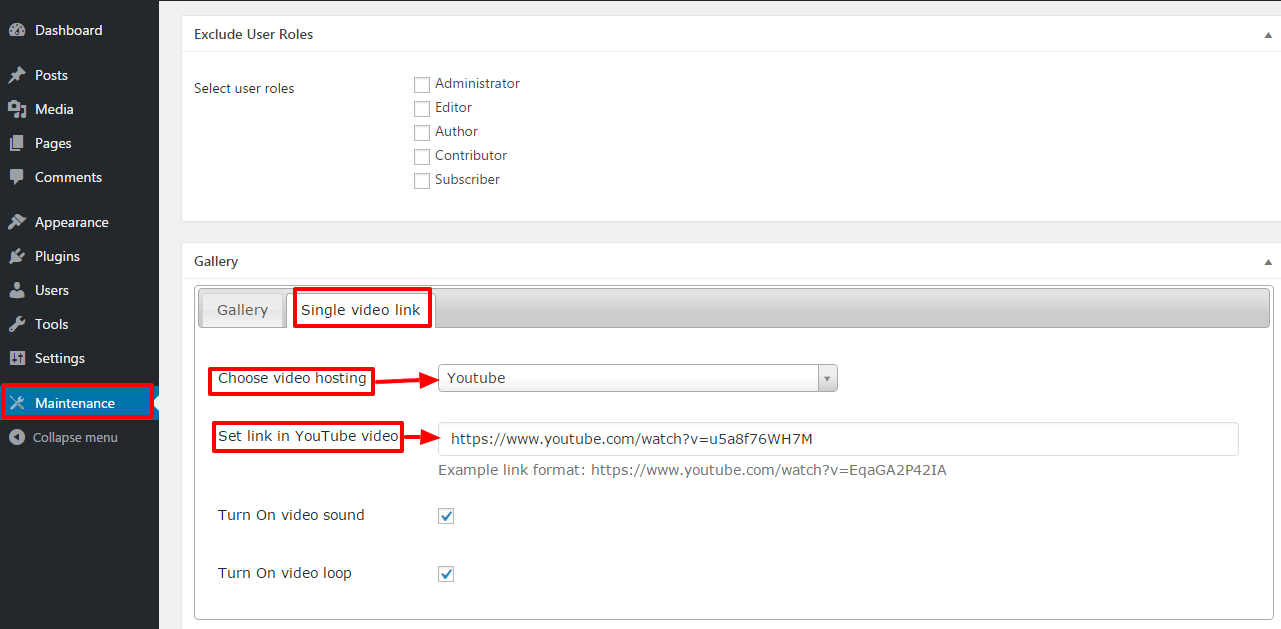 Dashboard
Posts
Media
Pages
Comments
Appearance
Plugins
Users
Tools
Settings
Maintenance
Collapse menu
Exclude User Roles
Select user roles
Administrator
Editor
Author
Contributor
Subscriber
Gallery
Gallery Single video link
Choose video hosting Youtube
Set link in YouTube video https://www.youtube.com/watch?v=u5a8f76WH7M
Example link format: https://www.youtube.com/watch?v=EqaGA2P42IA
Turn On video sound
Turn On video loop